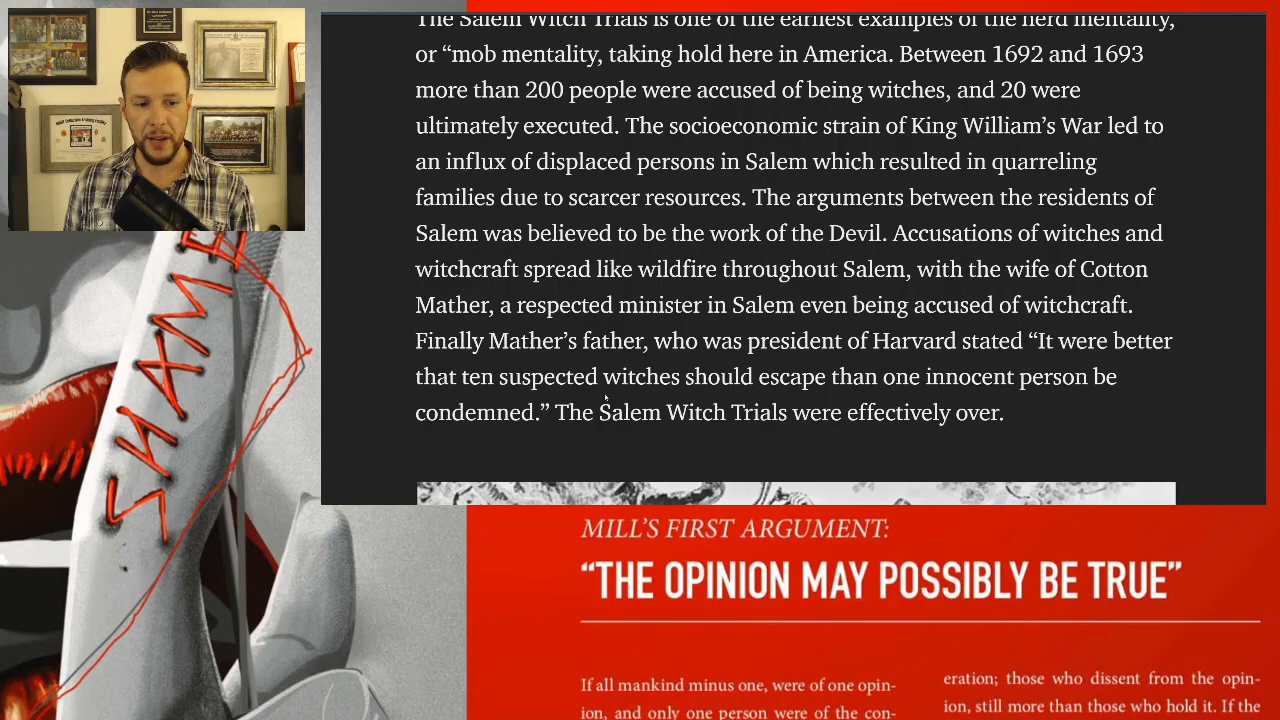 The Salem Witch Trials is one of the earliest examples of the herd mentality,
or “mob mentality, taking hold here in America. Between 1692 and 1693
more than 200 people were accused of being witches, and 20 were
ultimately executed. The socioeconomic strain of King William’s War led to
an influx of displaced persons in Salem which resulted in quarreling
families due to scarcer resources. The arguments between the residents of
Salem was believed to be the work of the Devil. Accusations of witches and
witchcraft spread like wildfire throughout Salem, with the wife of Cotton
Mather, a respected minister in Salem even being accused of witchcraft.
Finally Mather’s father, who was president of Harvard stated “It were better
that ten suspected witches should escape than one innocent person be
condemned.” The Salem Witch Trials were effectively over.
SHAME
MILL’S FIRST ARGUMENT:
“THE OPINION MAY POSSIBLY BE TRUE”
If all mankind minus one, were of one opin-
ion, and only one person were of the con-
eration; those who dissent from the opin-
ion, still more than those who hold it. If the